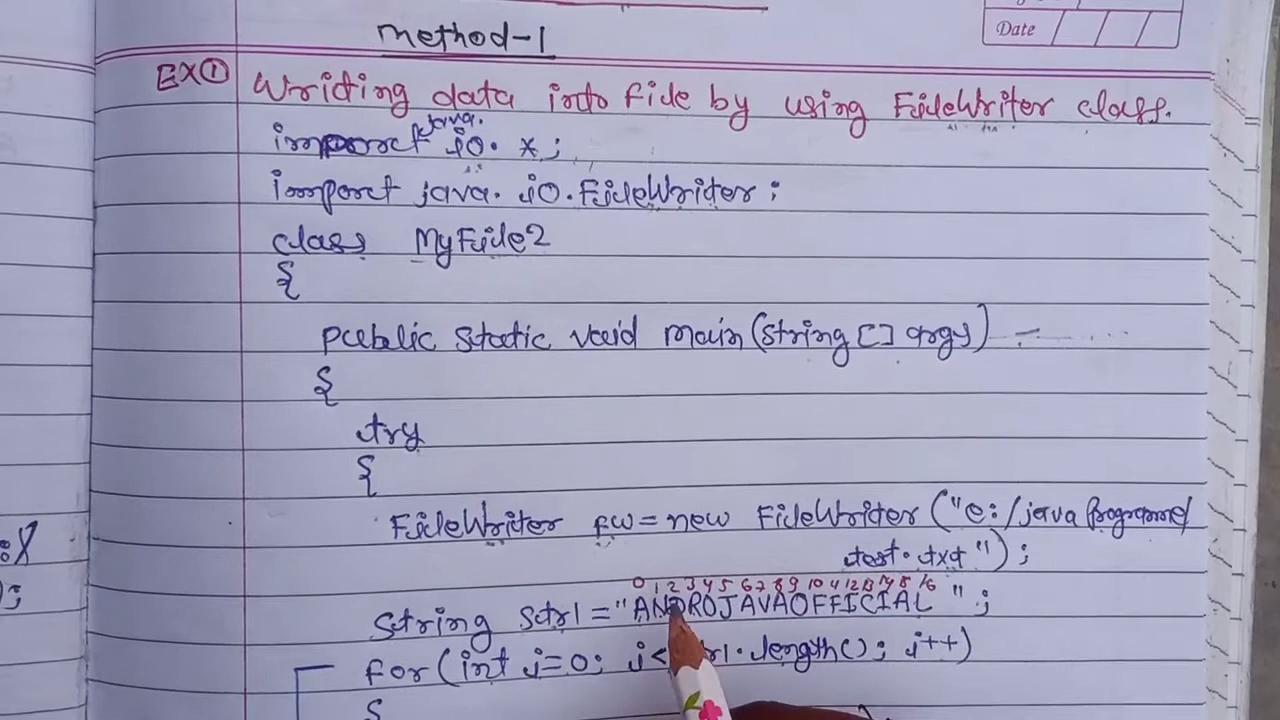 Date
method-1
EX① Writing data into file by using FileWriter class.
import java.io.*;
import java.io.FileWriter;
class MyFile2
{
public static void main(String [] args)
{
try
{
FileWriter fw=new FileWriter("e:/java Programme/
test.txt");
0 1 2 3 4 5 6 7 8 9 10 11 12 13 14 15 16
String str1="ANDROJAVAOFFICIAL";
for(int i=0; i< length(); i++)
{